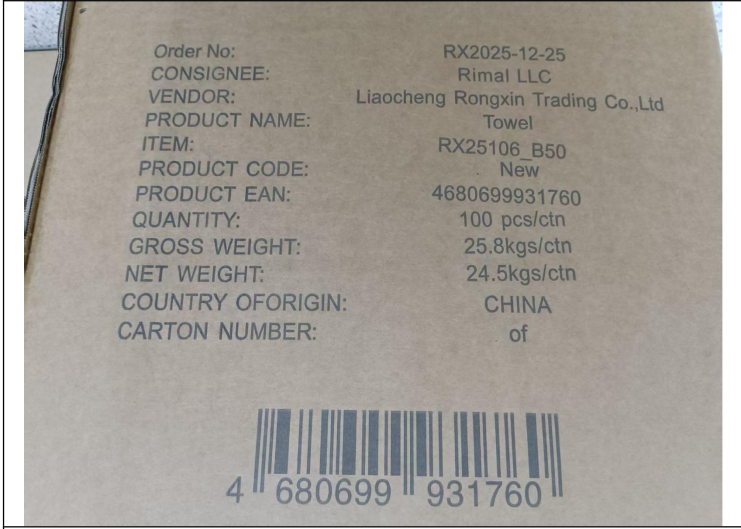 Order No: RX2025-12-25
CONSIGNEE: Rimal LLC
VENDOR: Liaocheng Rongxin Trading Co.,Ltd
PRODUCT NAME: Towel
ITEM: RX25106_B50
PRODUCT CODE: New
PRODUCT EAN: 4680699931760
QUANTITY: 100 pcs/ctn
GROSS WEIGHT: 25.8kgs/ctn
NET WEIGHT: 24.5kgs/ctn
COUNTRY OFORIGIN: CHINA
CARTON NUMBER: of
4 680699 931760